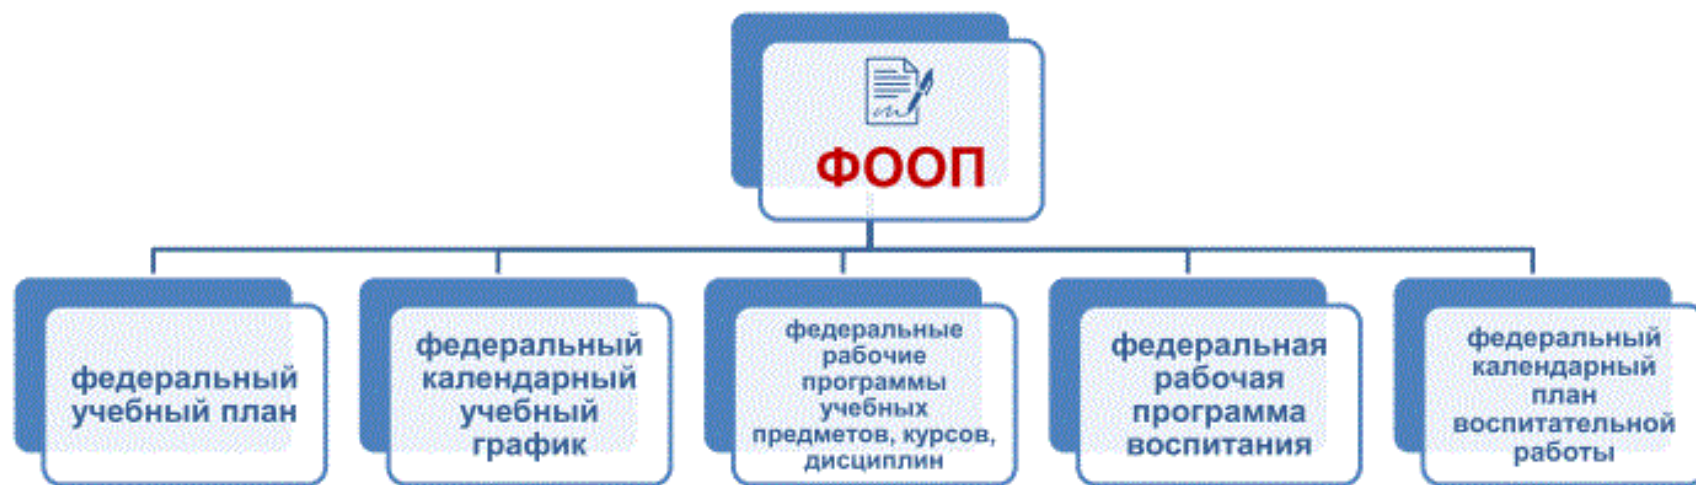 ФООП
федеральный
учебный план
федеральный
календарный
учебный
график
федеральные
рабочие
программы
учебных
предметов, курсов,
дисциплин
федеральная
рабочая
программа
воспитания
федеральный
календарный
план
воспитательной
работы